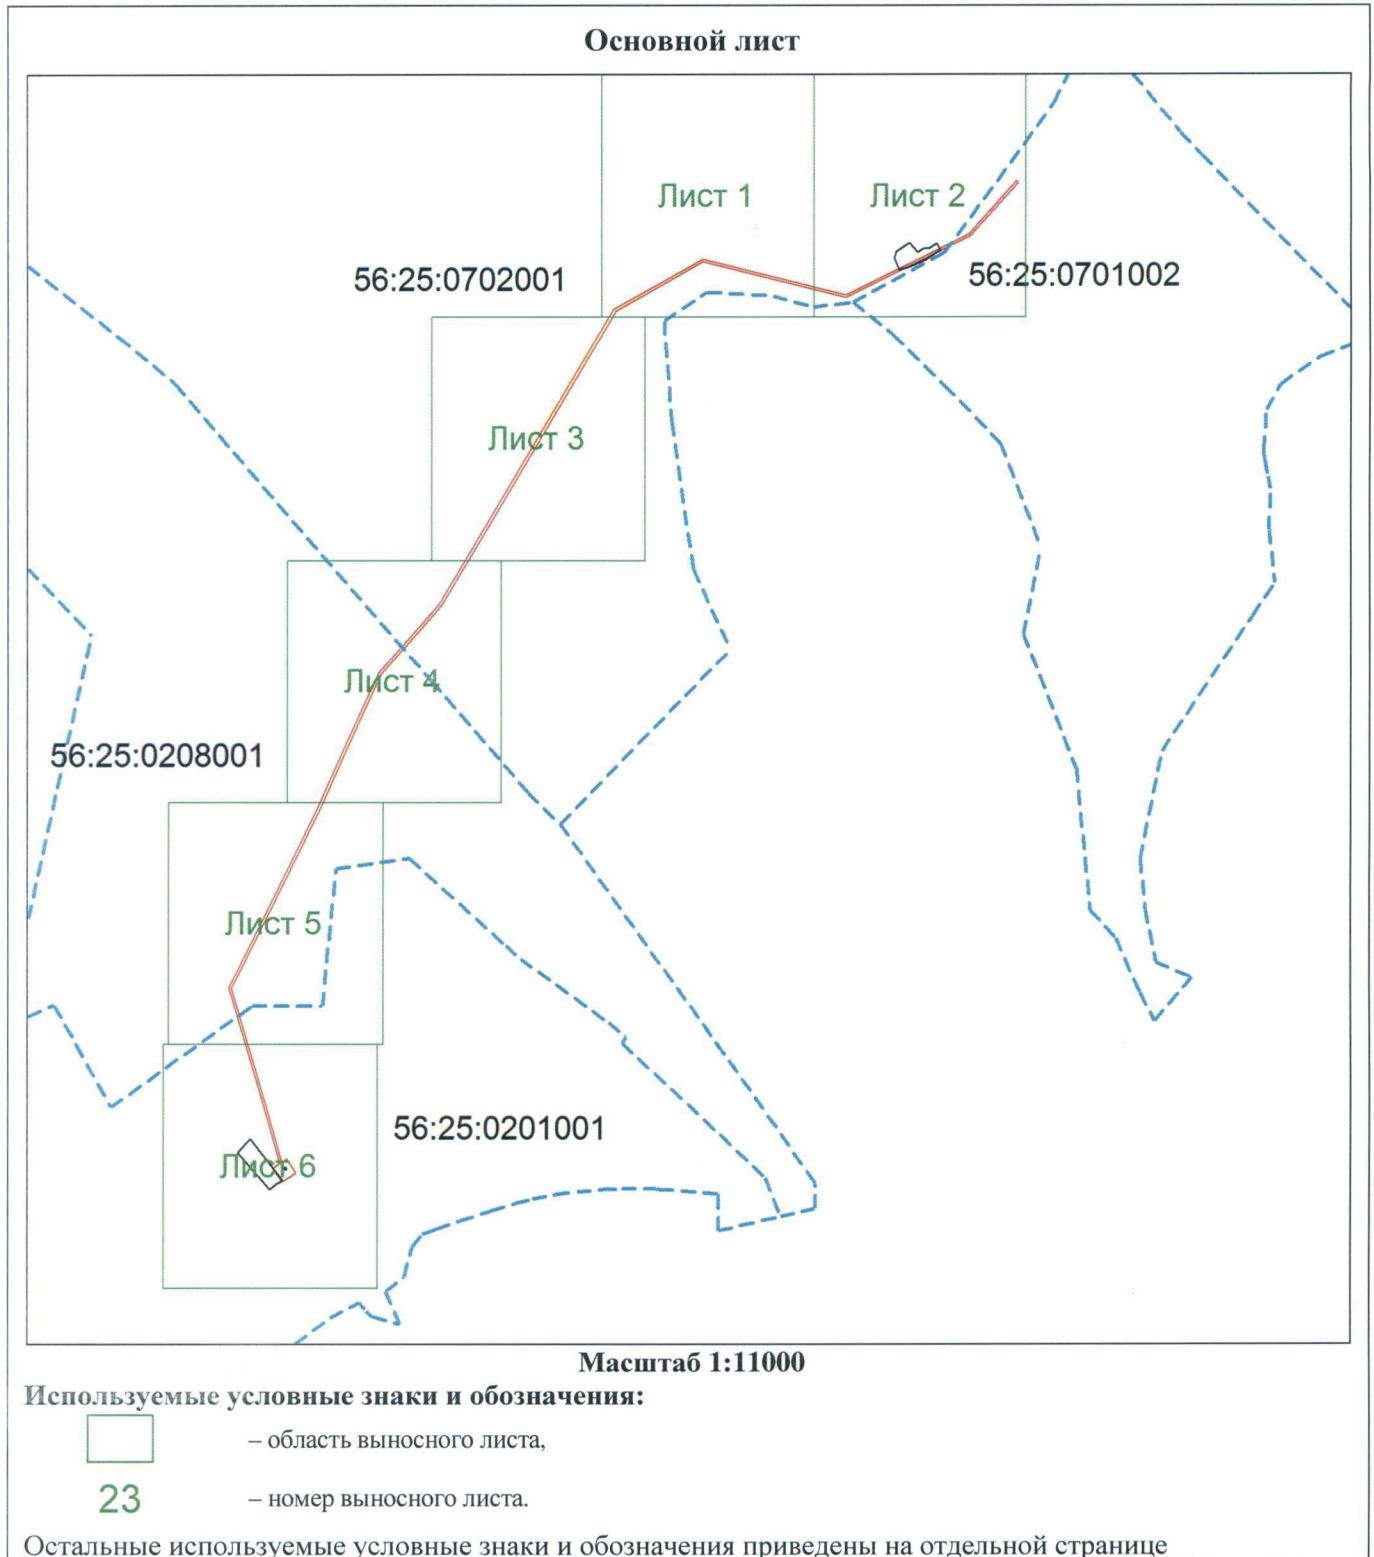 Основной лист
Лист 1
Лист 2
56:25:0702001
56:25:0701002
Лист 3
Лист 4
56:25:0208001
Лист 5
56:25:0201001
Лист 6
Масштаб 1:11000
Используемые условные знаки и обозначения:
– область выносного листа,
23
– номер выносного листа.
Остальные используемые условные знаки и обозначения приведены на отдельной странице